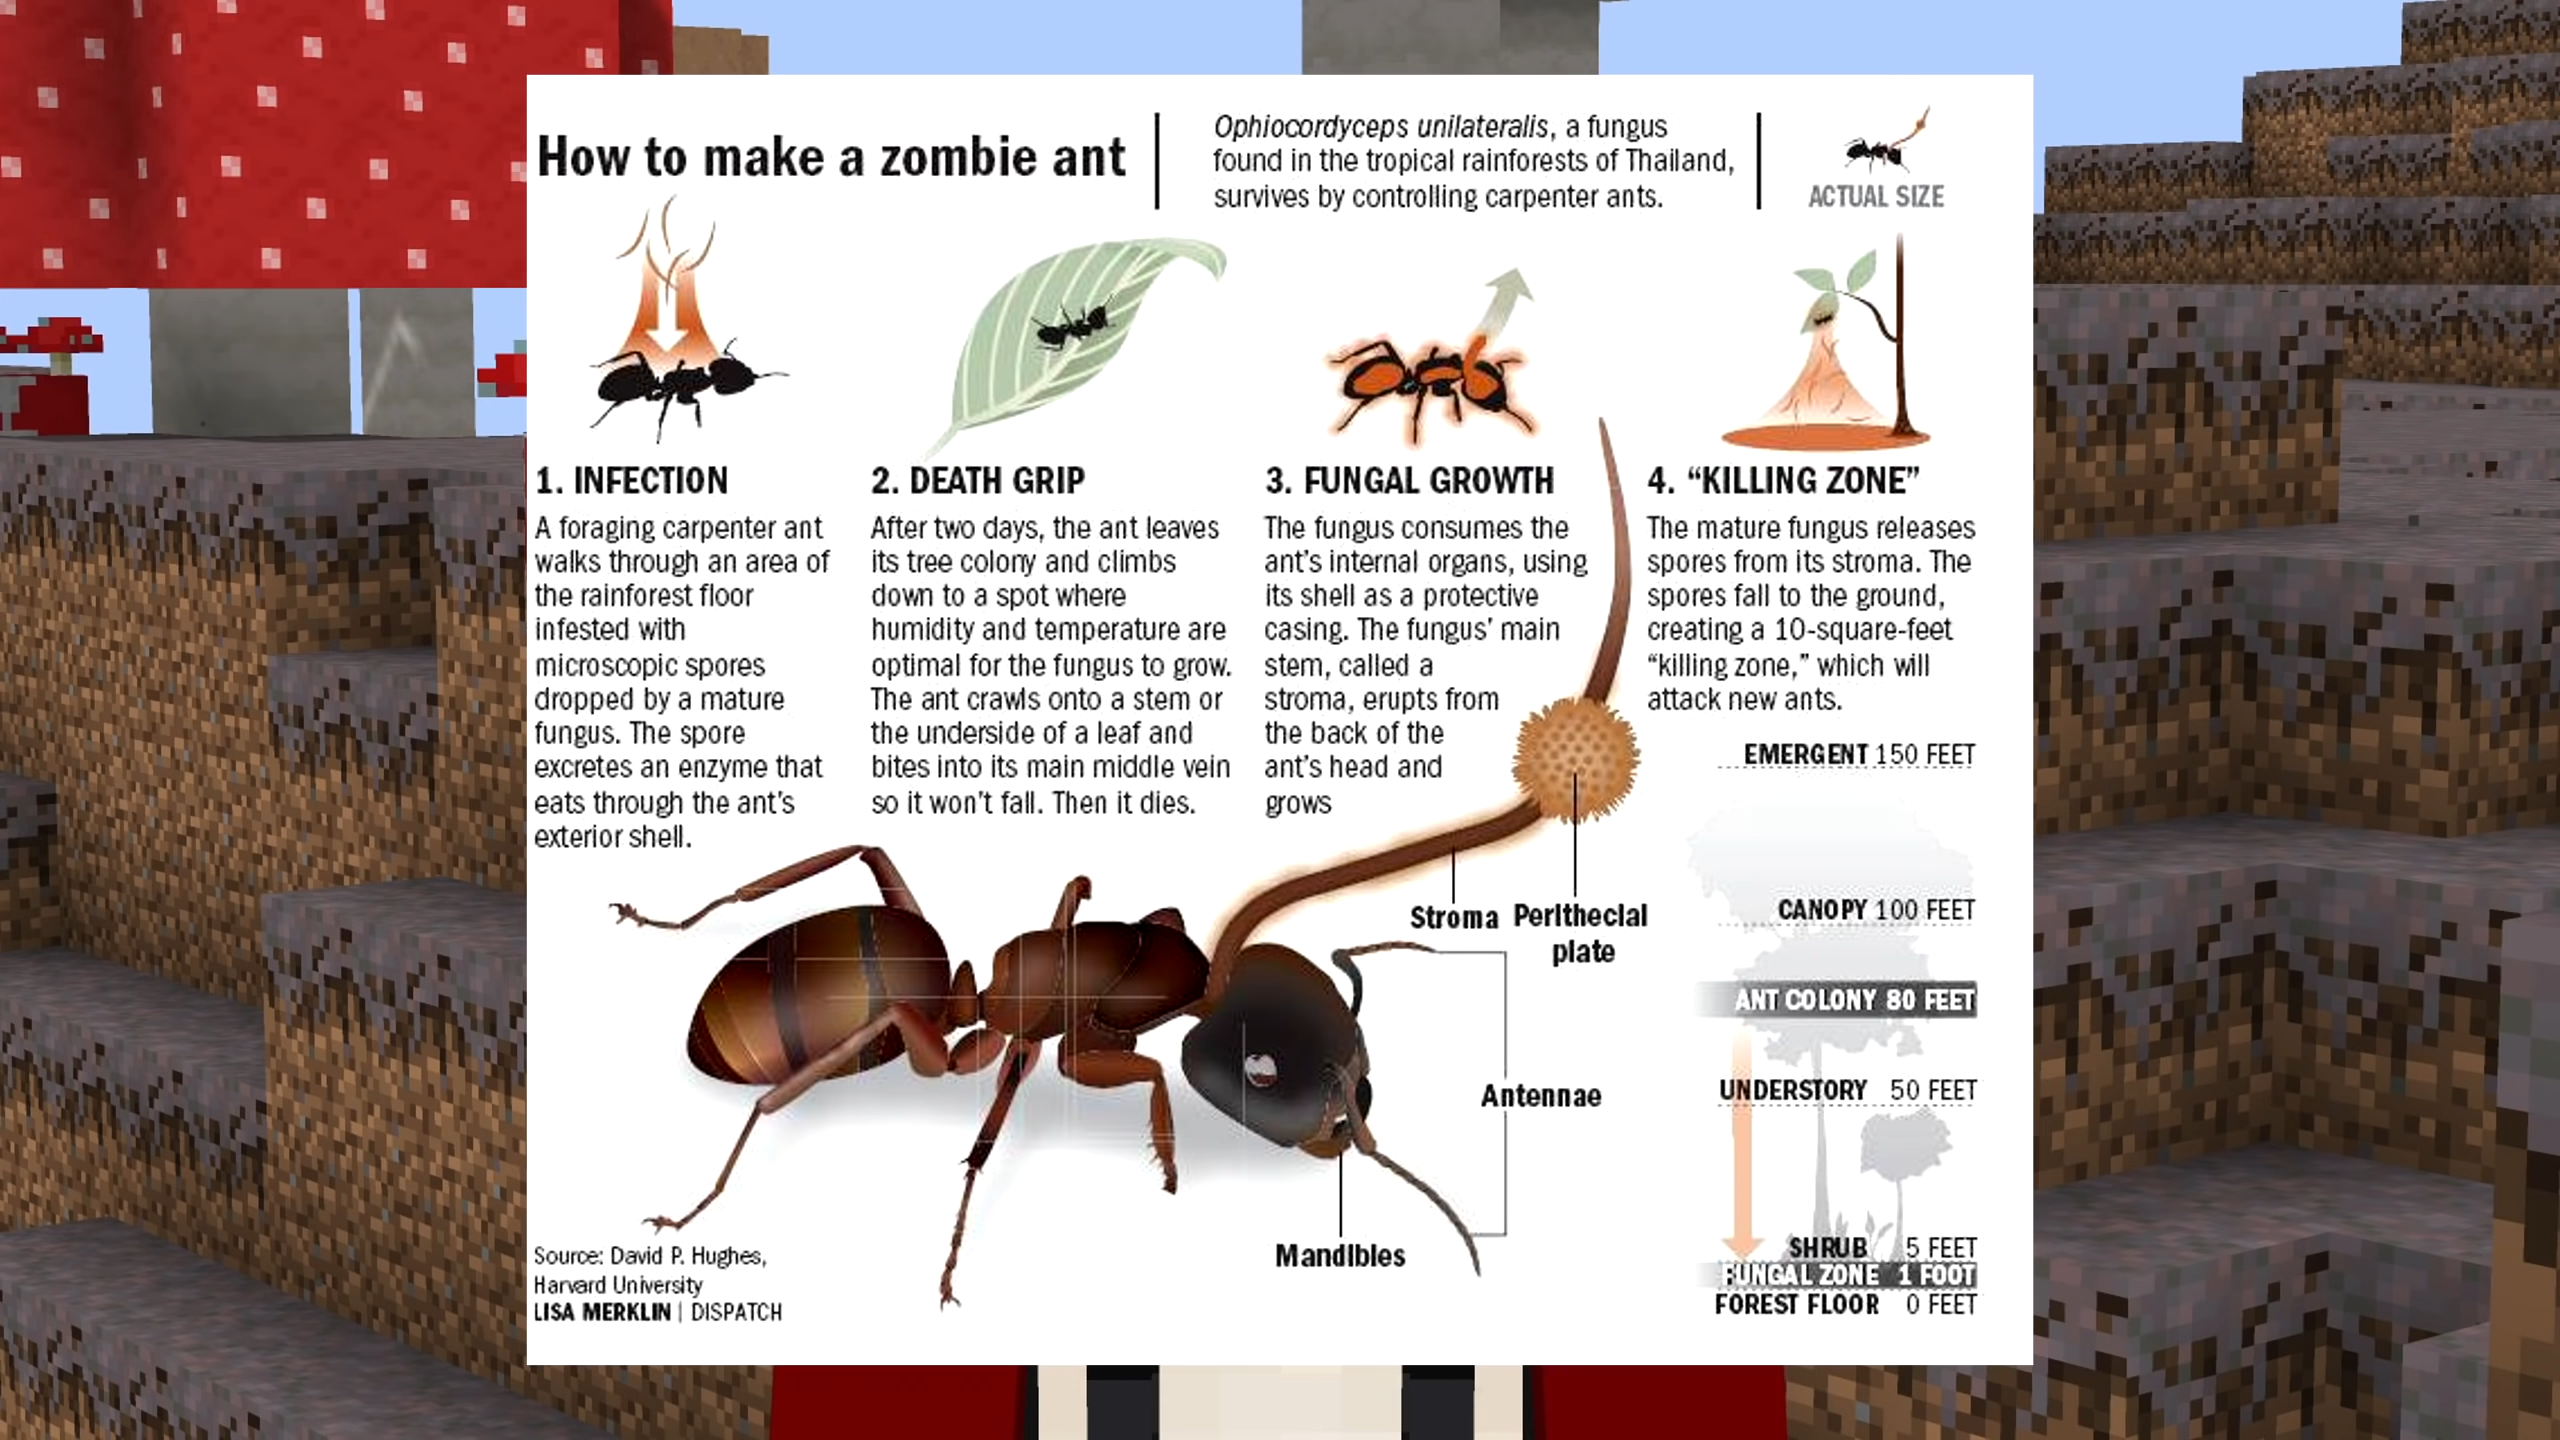 How to make a zombie ant
Ophiocordyceps unilateralis, a fungus
found in the tropical rainforests of Thailand,
survives by controlling carpenter ants.
ACTUAL SIZE
1. INFECTION
A foraging carpenter ant
walks through an area of
the rainforest floor
infested with
microscopic spores
dropped by a mature
fungus. The spore
excretes an enzyme that
eats through the ant's
exterior shell.
2. DEATH GRIP
After two days, the ant leaves
its tree colony and climbs
down to a spot where
humidity and temperature are
optimal for the fungus to grow.
The ant crawls onto a stem or
the underside of a leaf and
bites into its main middle vein
so it won't fall. Then it dies.
3. FUNGAL GROWTH
The fungus consumes the
ant's internal organs, using
its shell as a protective
casing. The fungus' main
stem, called a
stroma, erupts from
the back of the
ant's head and
grows
4. “KILLING ZONE”
The mature fungus releases
spores from its stroma. The
spores fall to the ground,
creating a 10-square-feet
“killing zone,” which will
attack new ants.
Stroma
Perithecial
plate
Antennae
Mandibles
EMERGENT 150 FEET
CANOPY 100 FEET
ANT COLONY 80 FEET
UNDERSTORY 50 FEET
SHRUB 5 FEET
FUNGAL ZONE 1 FOOT
FOREST FLOOR 0 FEET
Source: David P. Hughes,
Harvard University
LISA MERKLIN | DISPATCH